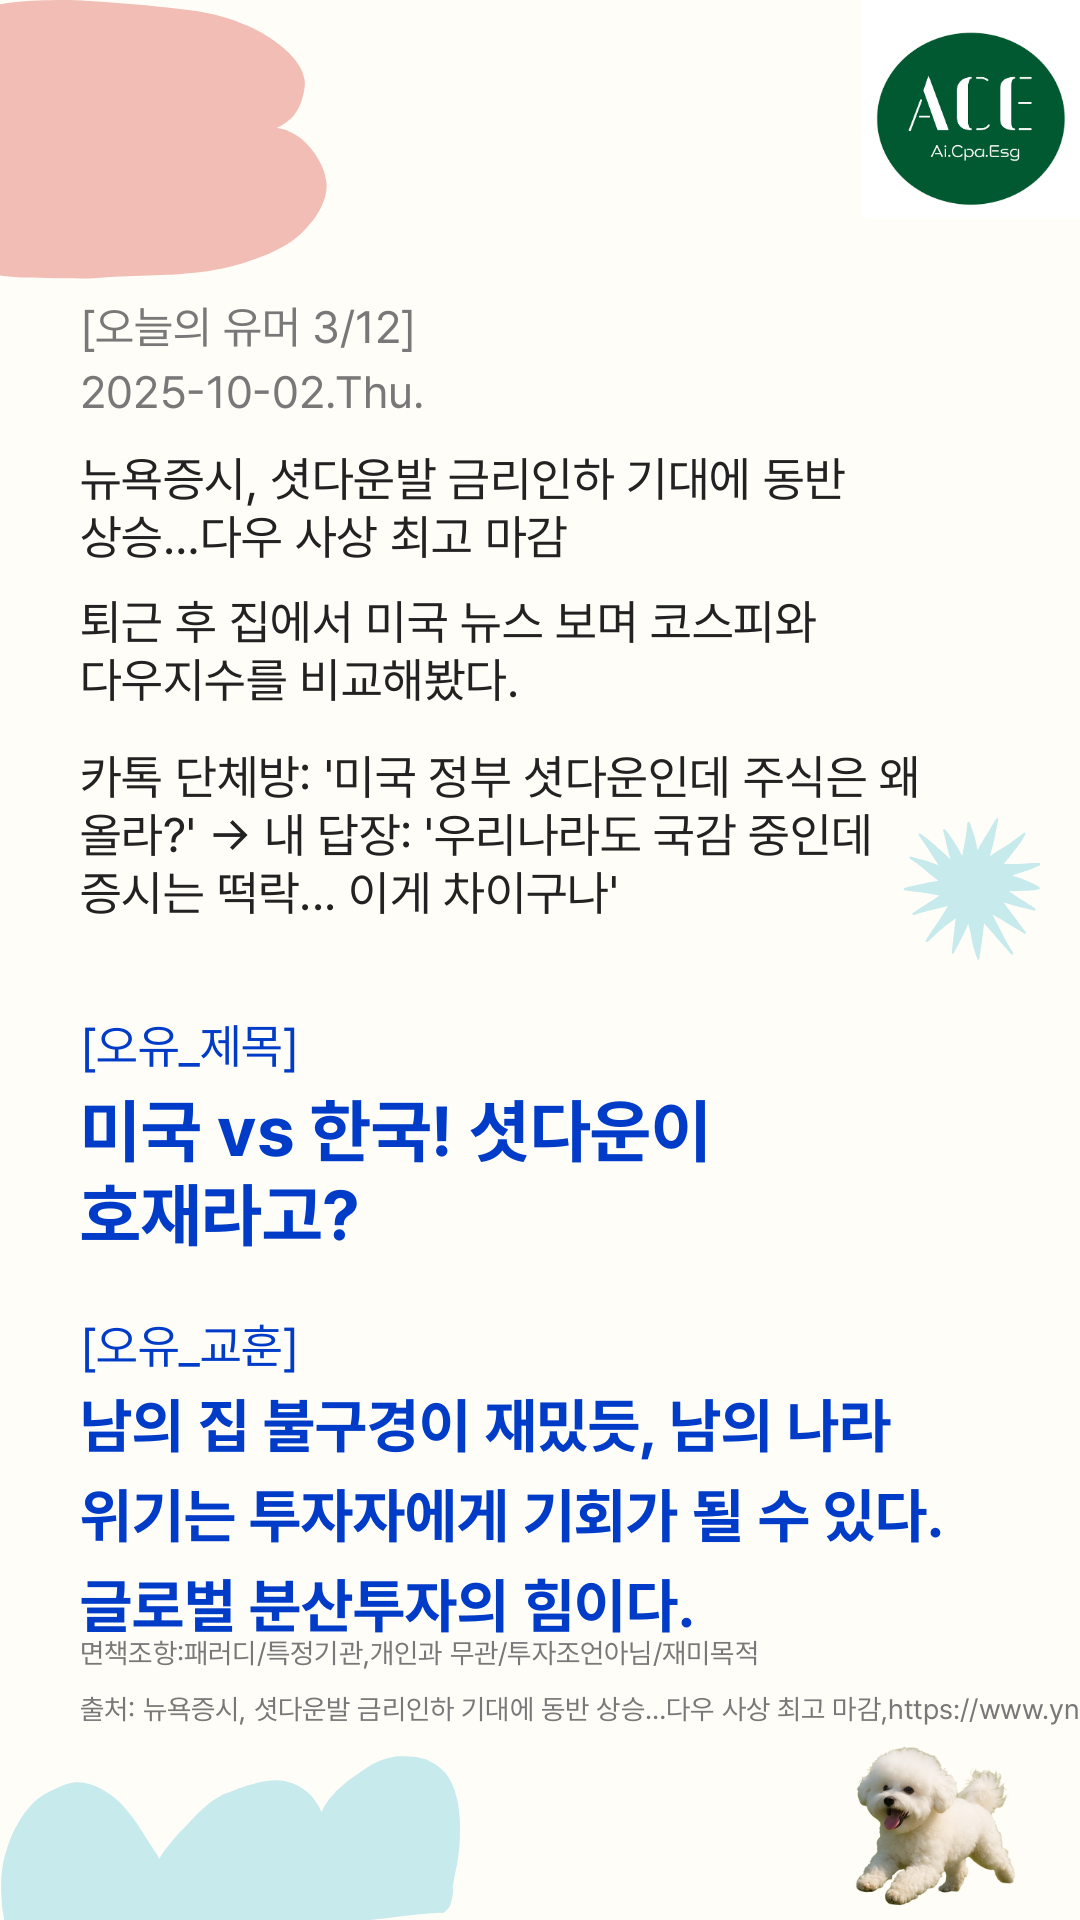 ACE
Ai.Cpa.Esg
[오늘의 유머 3/12]
2025-10-02.Thu.
뉴욕증시, 셧다운발 금리인하 기대에 동반
상승...다우 사상 최고 마감
퇴근 후 집에서 미국 뉴스 보며 코스피와
다우지수를 비교해봤다.
카톡 단체방: '미국 정부 셧다운인데 주식은 왜
올라?' → 내 답장: '우리나라도 국감 중인데
증시는 떡락... 이게 차이구나'
[오유_제목]
미국 vs 한국! 셧다운이
호재라고?
[오유_교훈]
남의 집 불구경이 재밌듯, 남의 나라
위기는 투자자에게 기회가 될 수 있다.
글로벌 분산투자의 힘이다.
면책조항:패러디/특정기관,개인과 무관/투자조언아님/재미목적
출처: 뉴욕증시, 셧다운발 금리인하 기대에 동반 상승...다우 사상 최고 마감,https://www.yn